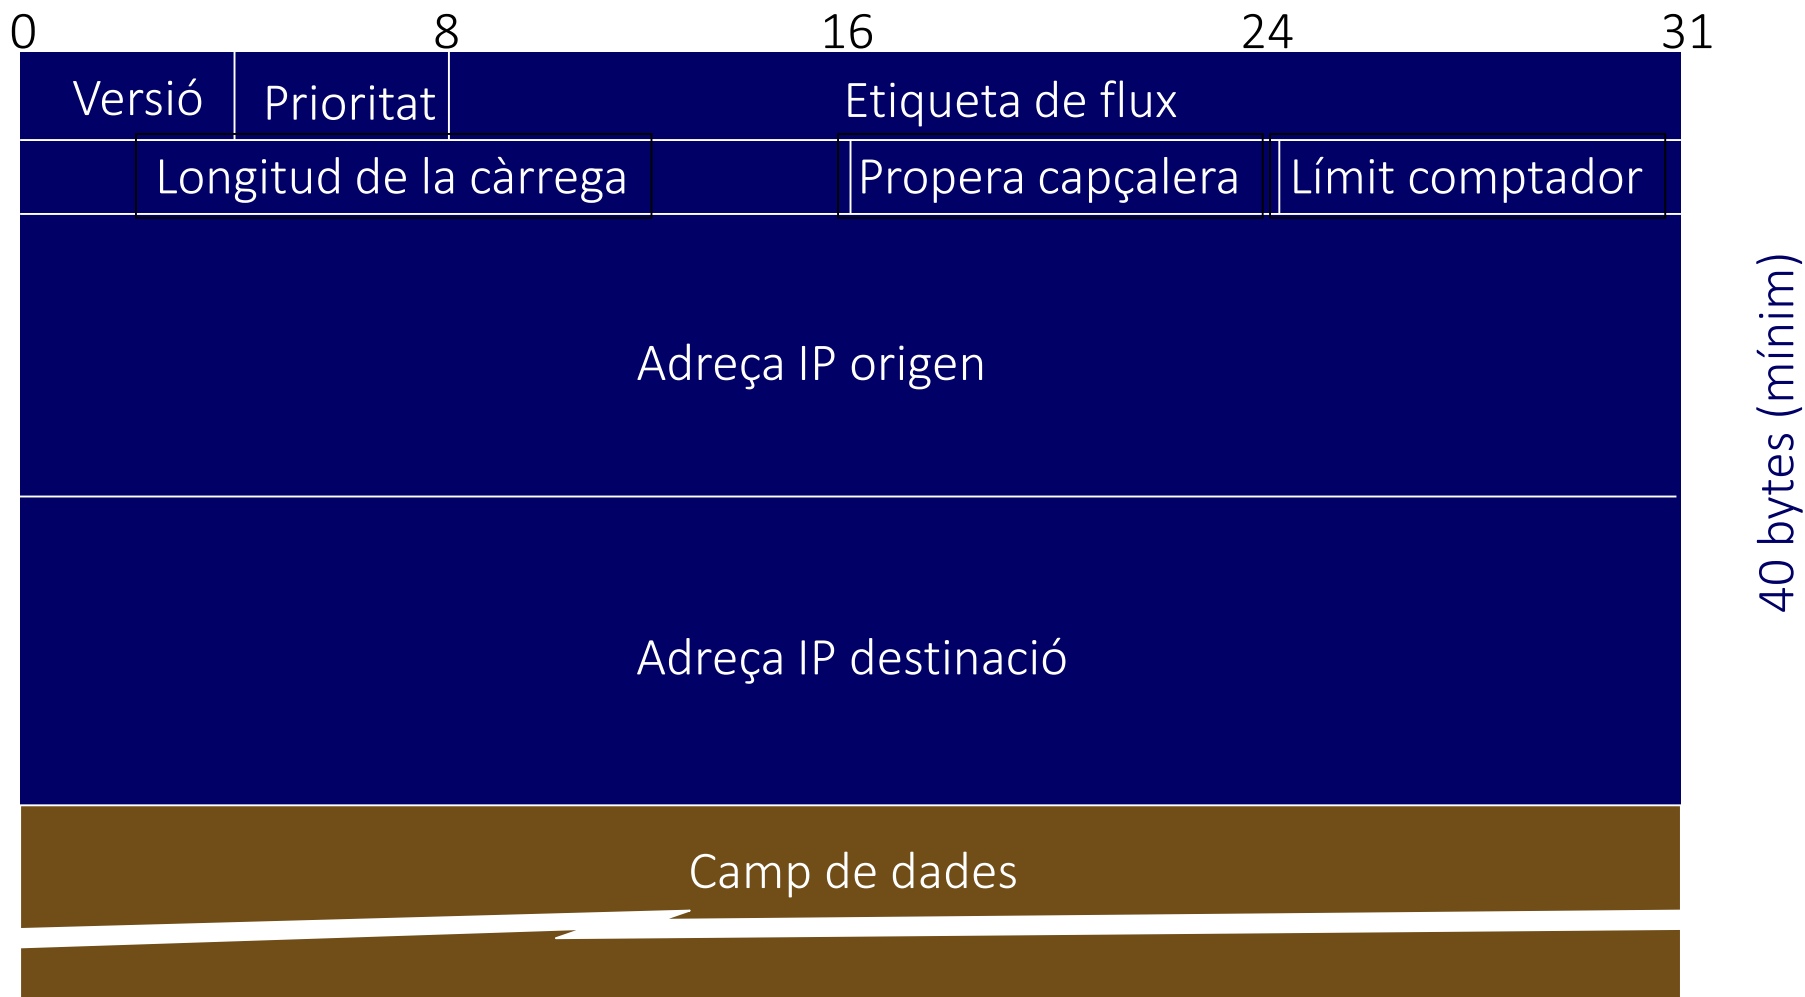 0 8 16 24 31
Versió Prioritat Etiqueta de flux
Longitud de la càrrega Propera capçalera Límit comptador
Adreça IP origen
40 bytes (mínim)
Adreça IP destinació
Camp de dades